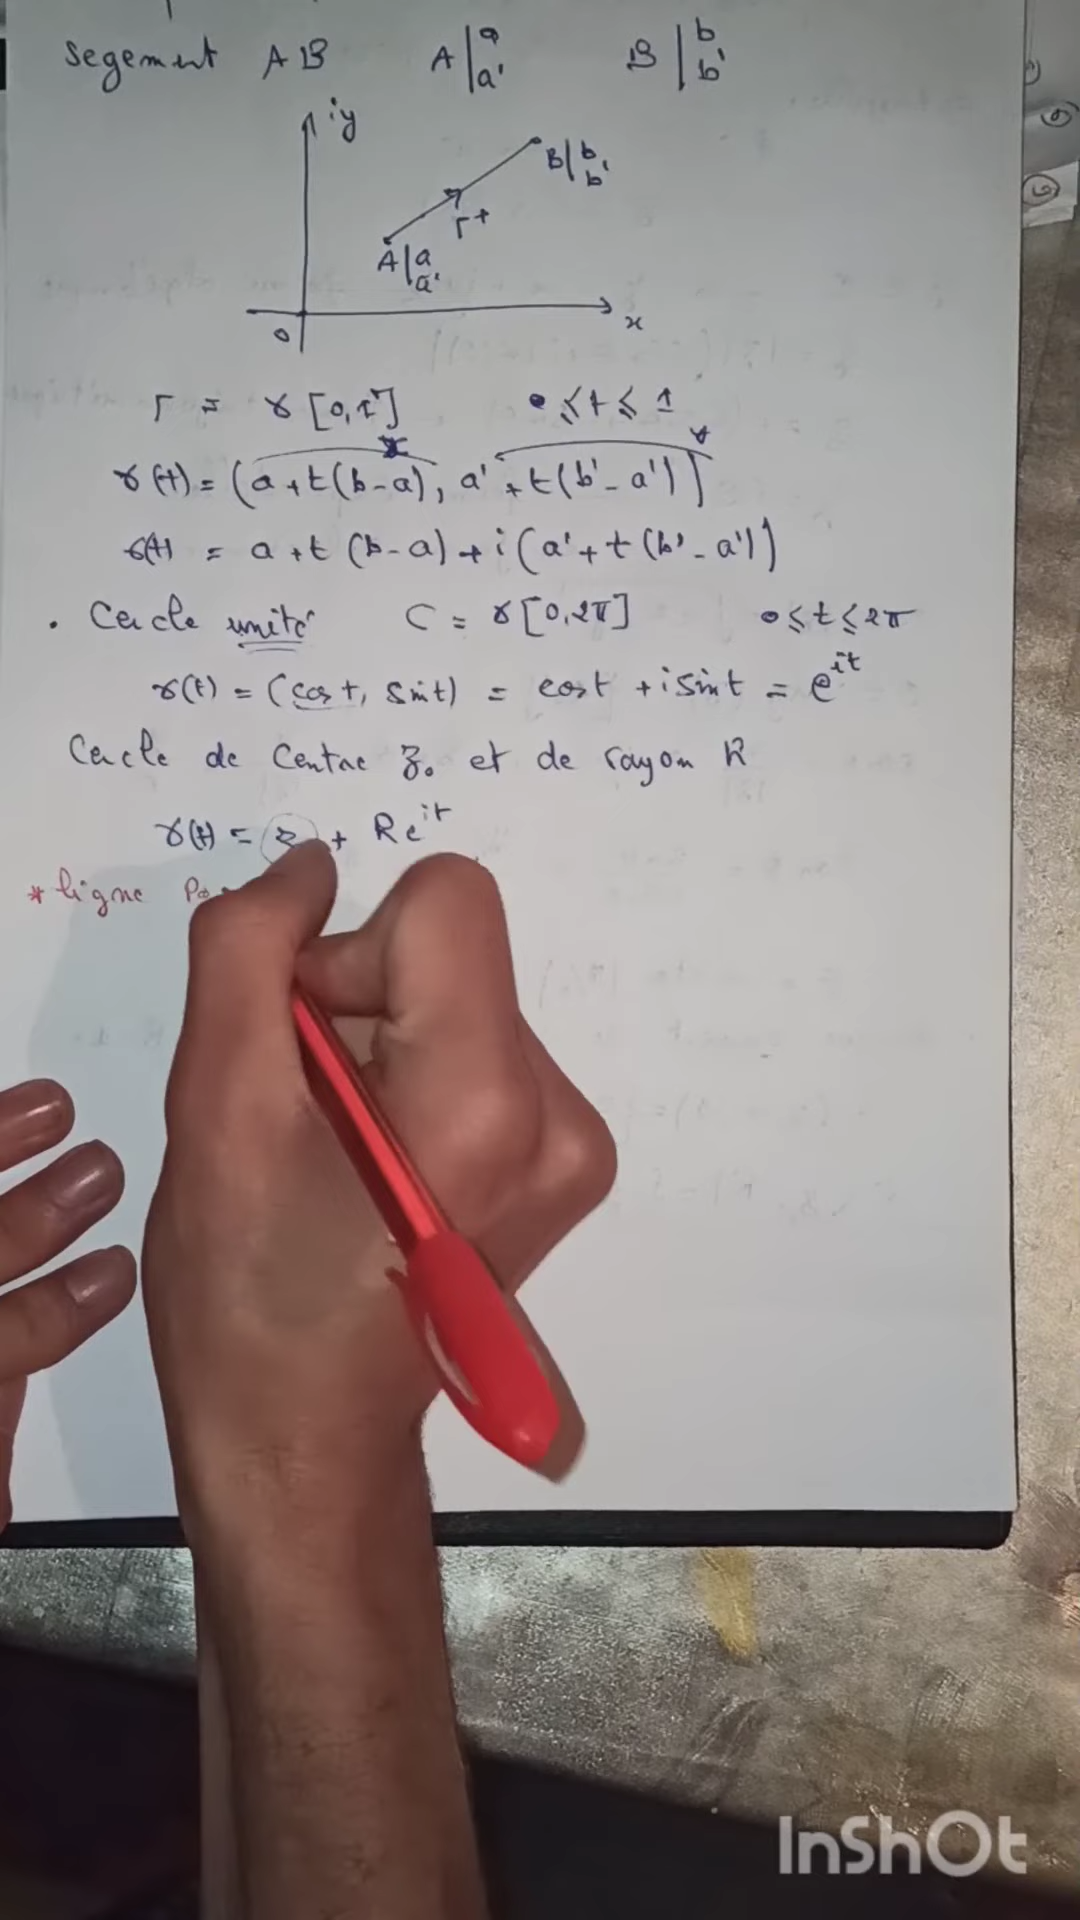 Segement AB A | a a' B | b b'
iy
B | b b'
Γ+
A | a a'
0 x
Γ = γ [0,1] 0 ≤ t ≤ 1
x y
γ(t) = (a + t(b-a), a' + t(b'-a'))
γ(t) = a + t (b-a) + i (a' + t (b'-a'))
. Cercle unité C = γ [0,2π] 0 ≤ t ≤ 2π
γ(t) = (cos t, sin t) = cos t + i sin t = e^{it}
Cercle de Centre z₀ et de rayon R
γ(t) = z + Re^{it}
* ligne
InShOt